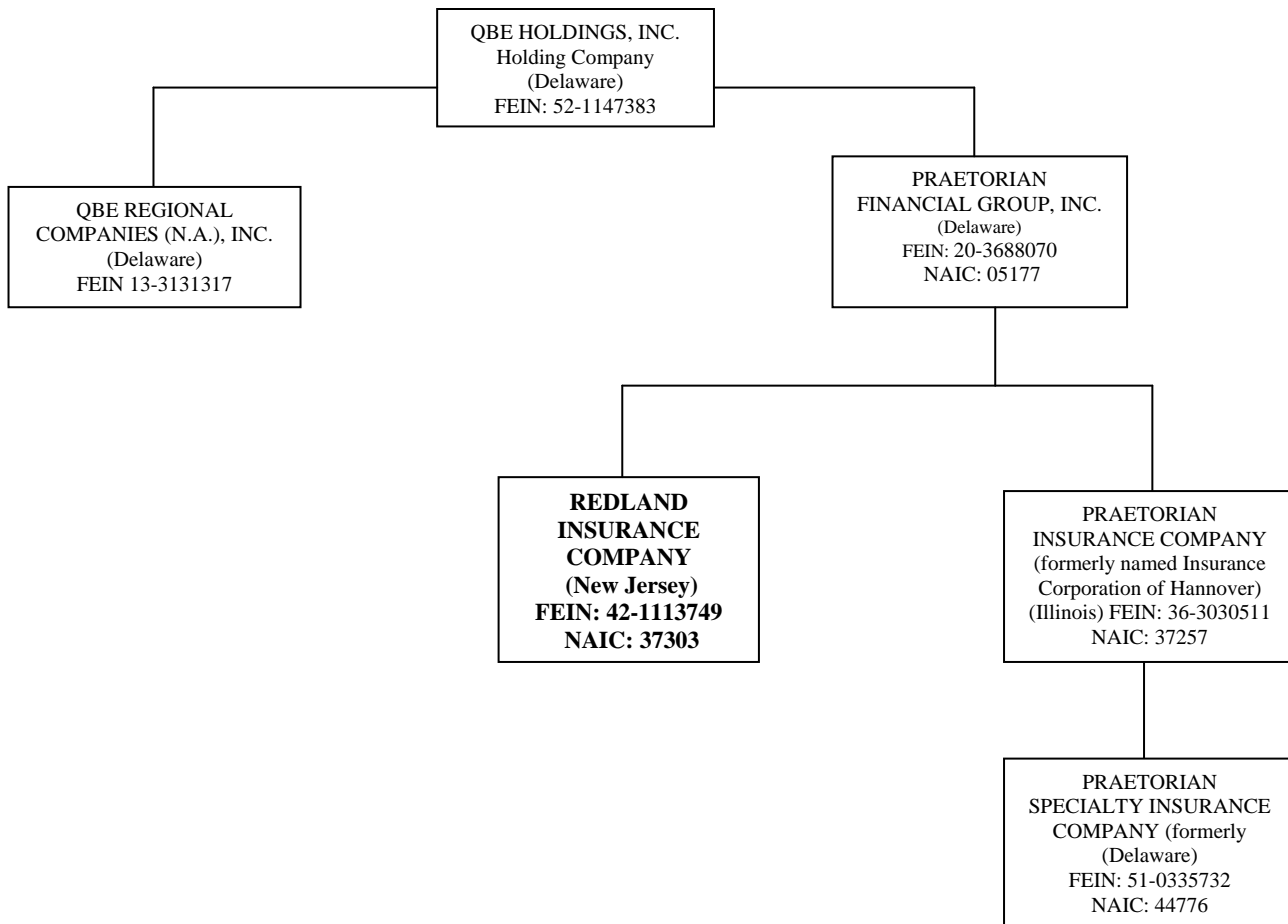 QBE HOLDINGS, INC.
Holding Company
(Delaware)
FEIN: 52-1147383
QBE REGIONAL
COMPANIES (N.A.), INC.
(Delaware)
FEIN 13-3131317
PRAETORIAN
FINANCIAL GROUP, INC.
(Delaware)
FEIN: 20-3688070
NAIC: 05177
REDLAND
INSURANCE
COMPANY
(New Jersey)
FEIN: 42-1113749
NAIC: 37303
PRAETORIAN
INSURANCE COMPANY
(formerly named Insurance
Corporation of Hannover)
(Illinois) FEIN: 36-3030511
NAIC: 37257
PRAETORIAN
SPECIALTY INSURANCE
COMPANY (formerly
(Delaware)
FEIN: 51-0335732
NAIC: 44776